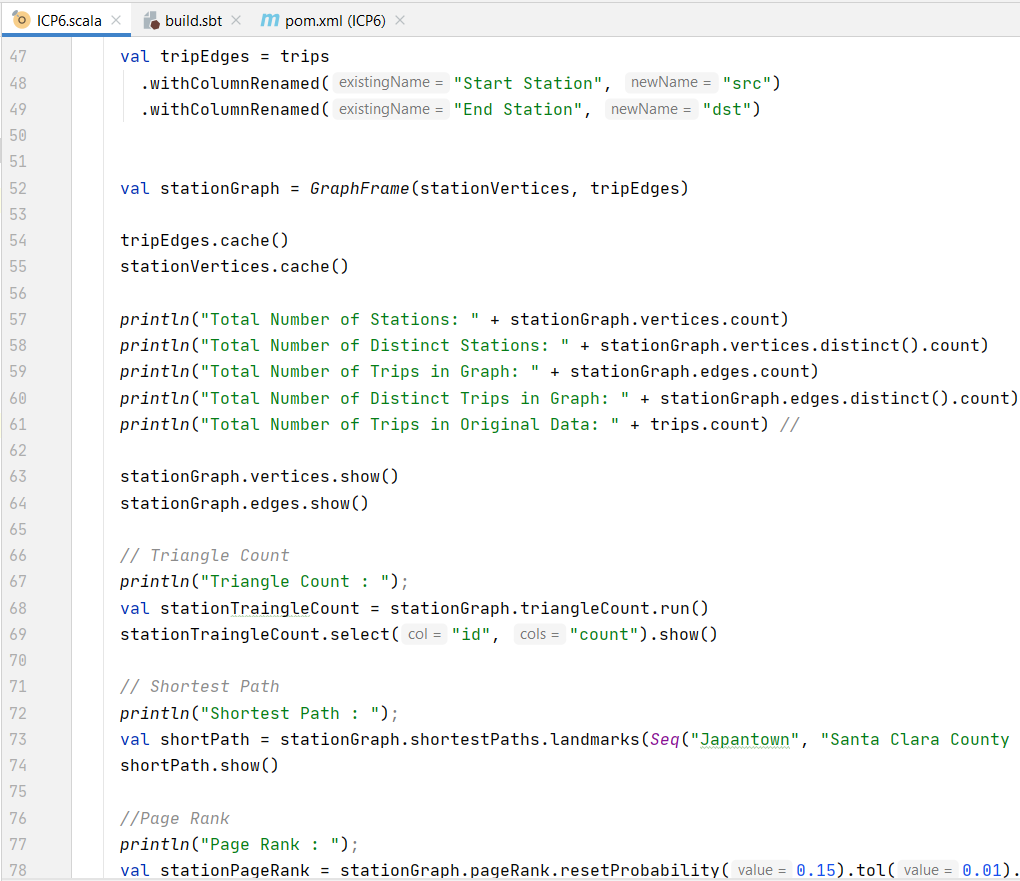 ICP6.scala × build.sbt × m pom.xml (ICP6) ×
47 val tripEdges = trips
48 .withColumnRenamed( existingName = "Start Station", newName = "src")
49 .withColumnRenamed( existingName = "End Station", newName = "dst")
50
51
52 val stationGraph = GraphFrame(stationVertices, tripEdges)
53
54 tripEdges.cache()
55 stationVertices.cache()
56
57 println("Total Number of Stations: " + stationGraph.vertices.count)
58 println("Total Number of Distinct Stations: " + stationGraph.vertices.distinct().count)
59 println("Total Number of Trips in Graph: " + stationGraph.edges.count)
60 println("Total Number of Distinct Trips in Graph: " + stationGraph.edges.distinct().count)
61 println("Total Number of Trips in Original Data: " + trips.count) //
62
63 stationGraph.vertices.show()
64 stationGraph.edges.show()
65
66 // Triangle Count
67 println("Triangle Count : ");
68 val stationTraingleCount = stationGraph.triangleCount.run()
69 stationTraingleCount.select( col = "id", cols = "count").show()
70
71 // Shortest Path
72 println("Shortest Path : ");
73 val shortPath = stationGraph.shortestPaths.landmarks(Seq("Japantown", "Santa Clara County
74 shortPath.show()
75
76 //Page Rank
77 println("Page Rank : ");
78 val stationPageRank = stationGraph.pageRank.resetProbability( value = 0.15).tol( value = 0.01).